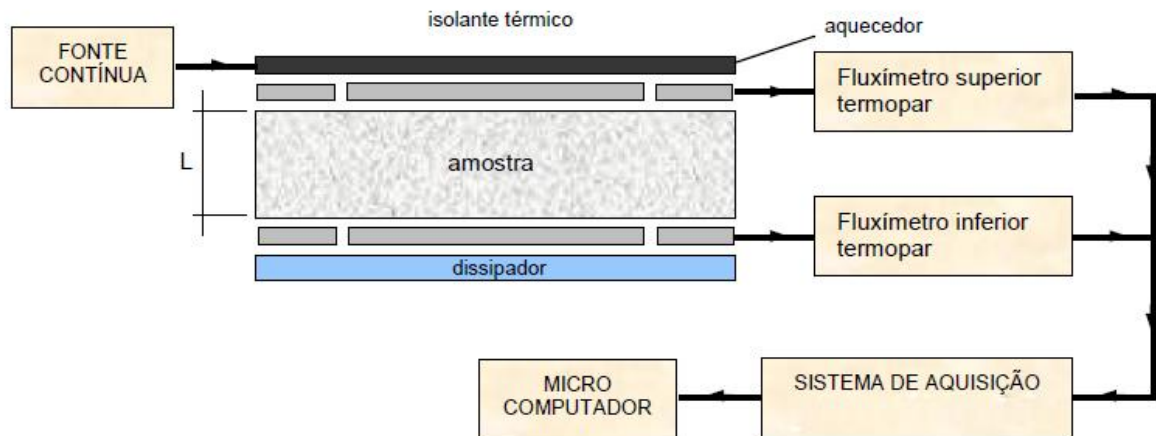 isolante térmico
aquecedor
FONTE
CONTÍNUA
Fluxímetro superior
termopar
L
amostra
Fluxímetro inferior
termopar
dissipador
MICRO
COMPUTADOR
SISTEMA DE AQUISIÇÃO